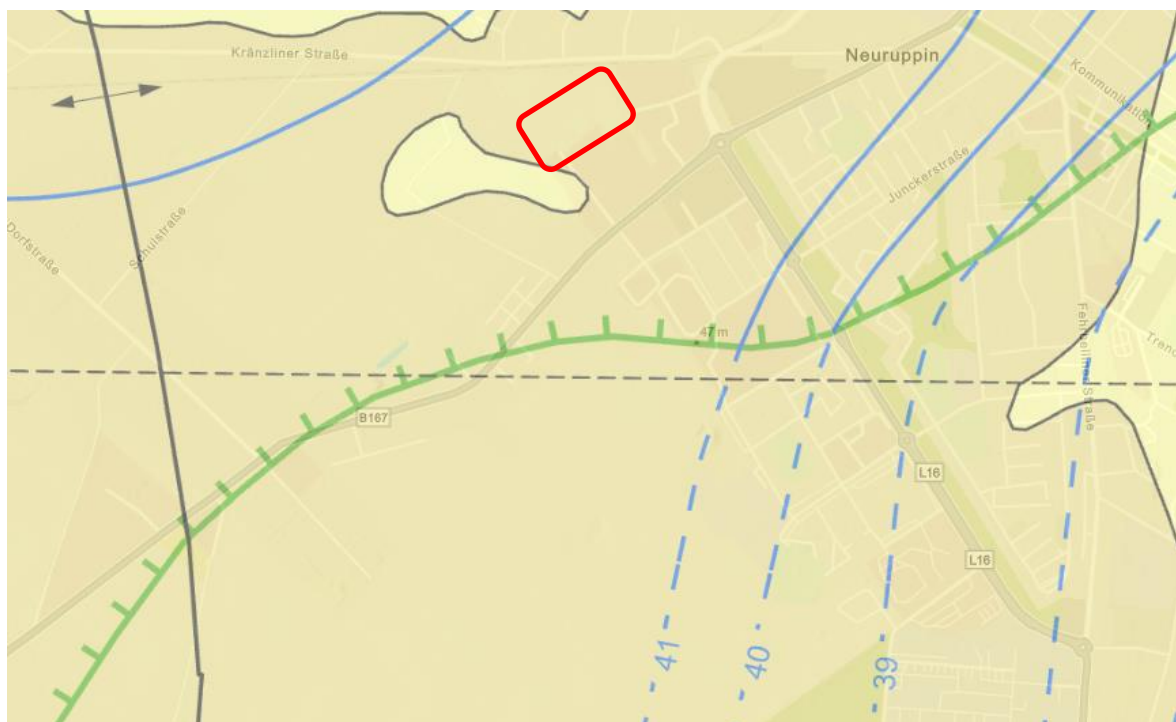 Kränzliner Straße
Neuruppin
Kommunikation
Junckerstraße
Dorfstraße
Schulstraße
47 m
Fehrbelliner Straße
B167
L16
L16
41
40
39